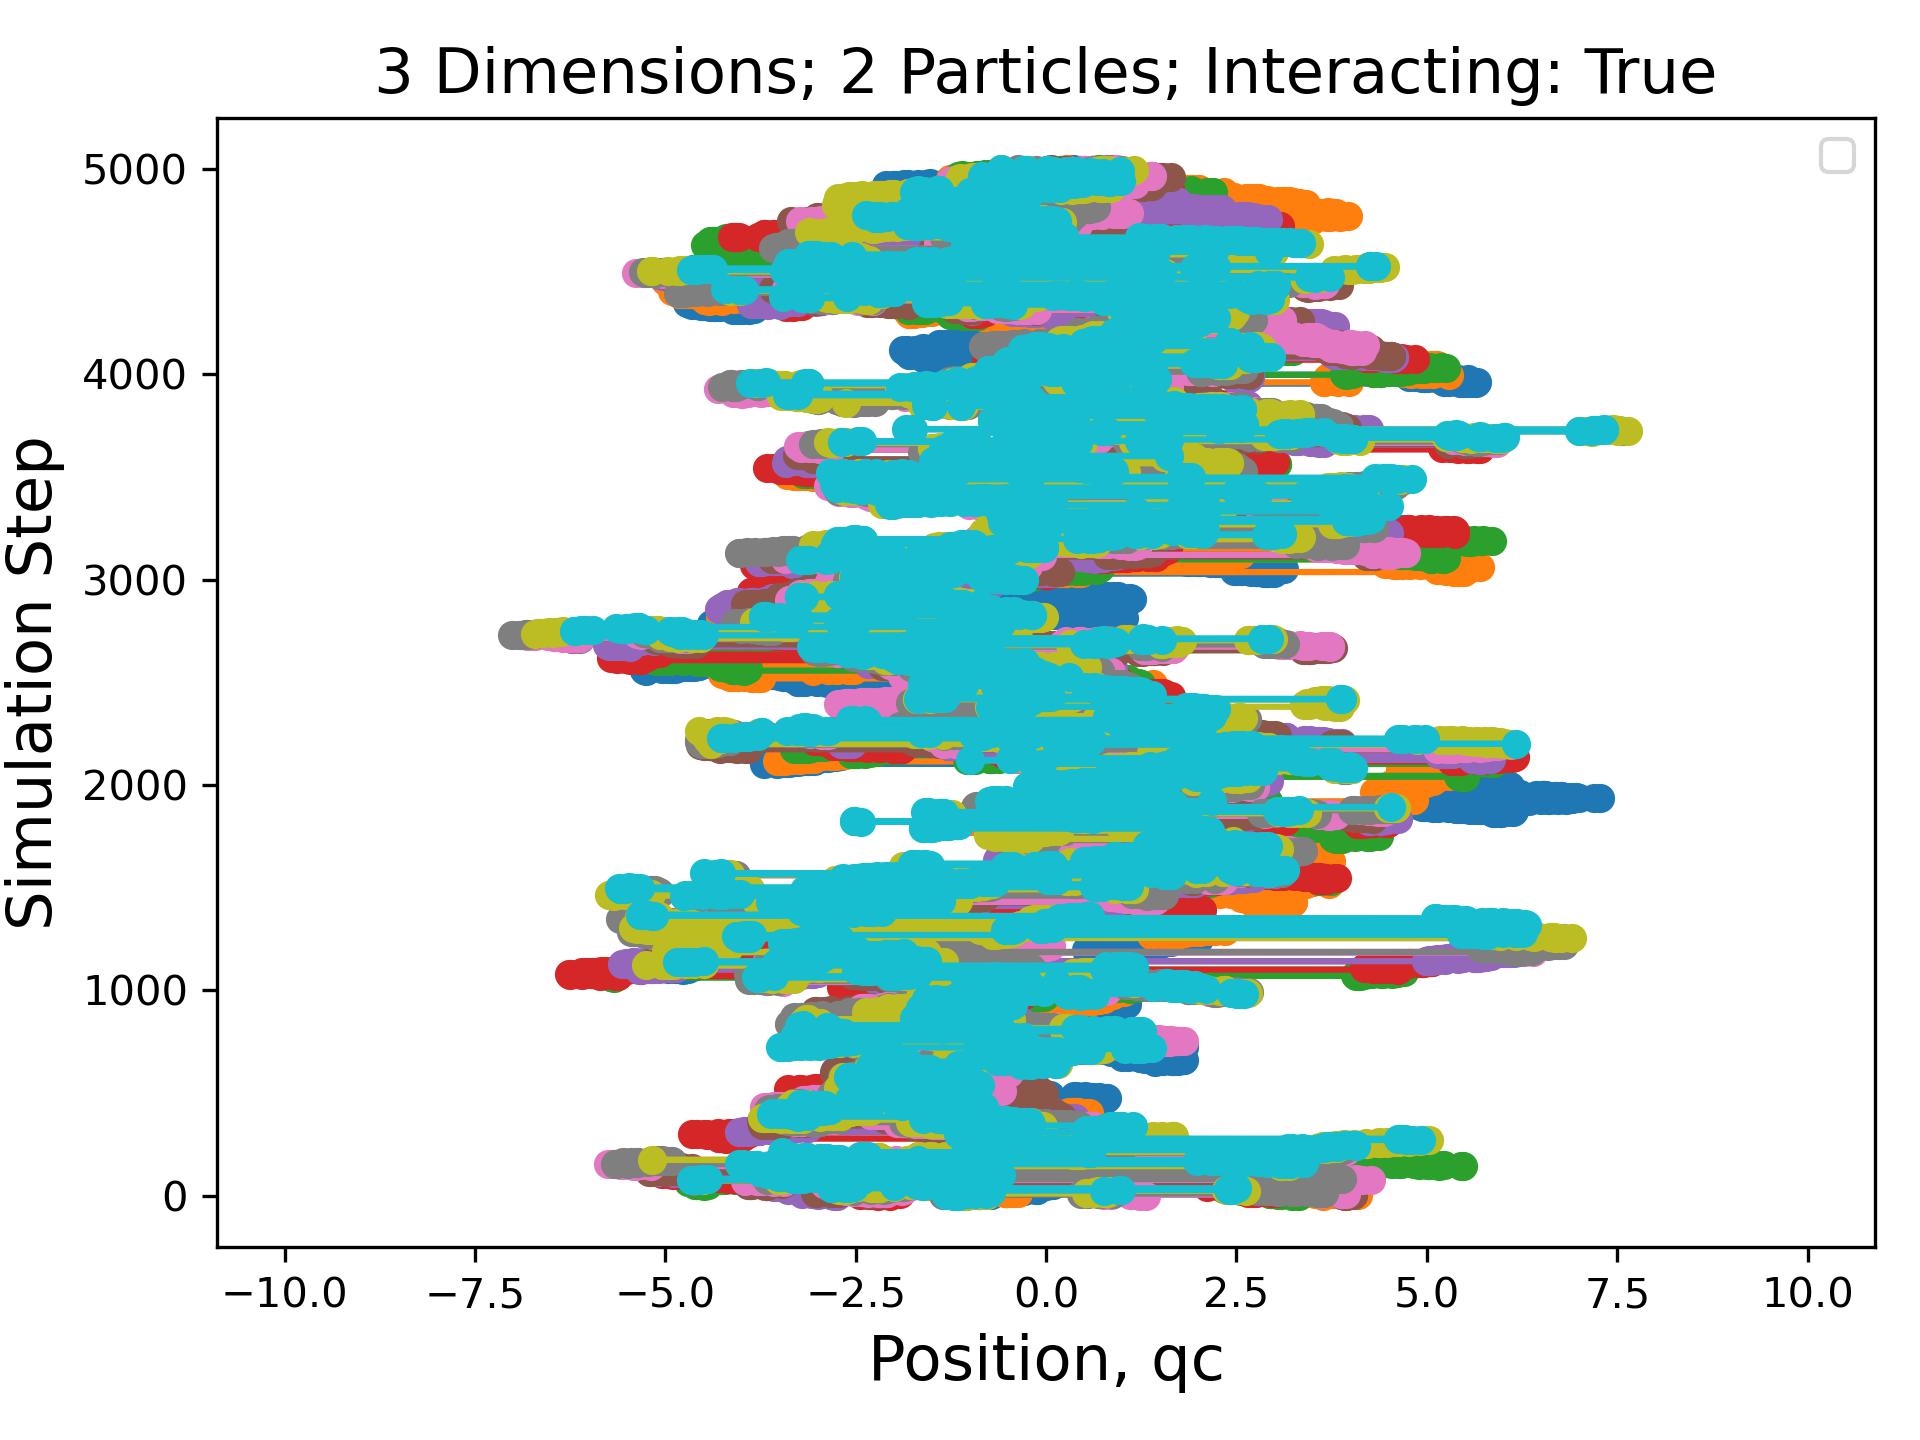 3 Dimensions; 2 Particles; Interacting: True
Simulation Step
5000
4000
3000
2000
1000
0
−10.0 −7.5 −5.0 −2.5 0.0 2.5 5.0 7.5 10.0
Position, qc